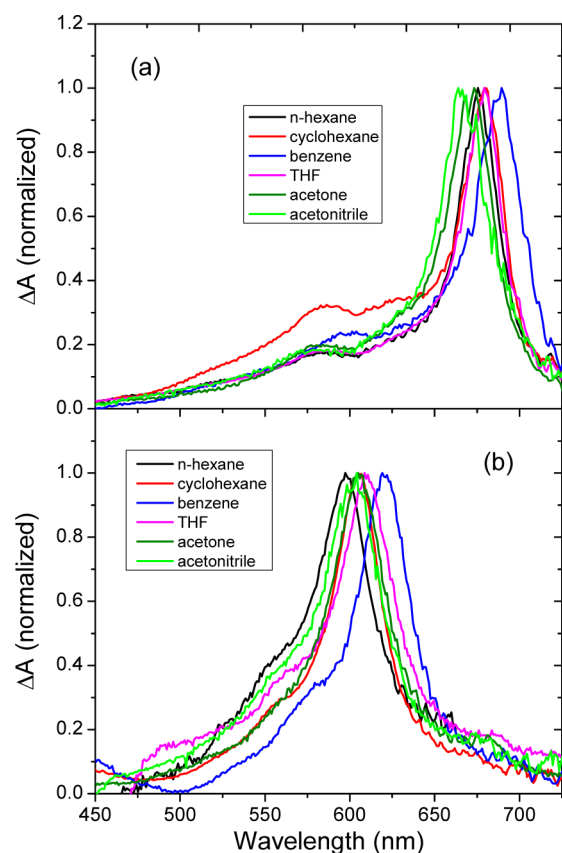 1.2
(a)
n-hexane
cyclohexane
benzene
THF
acetone
acetonitrile
1.0
0.8
0.6
0.4
0.2
0.0
ΔA (normalized)
(b)
n-hexane
cyclohexane
benzene
THF
acetone
acetonitrile
1.0
0.8
0.6
0.4
0.2
0.0
ΔA (normalized)
450 500 550 600 650 700
Wavelength (nm)